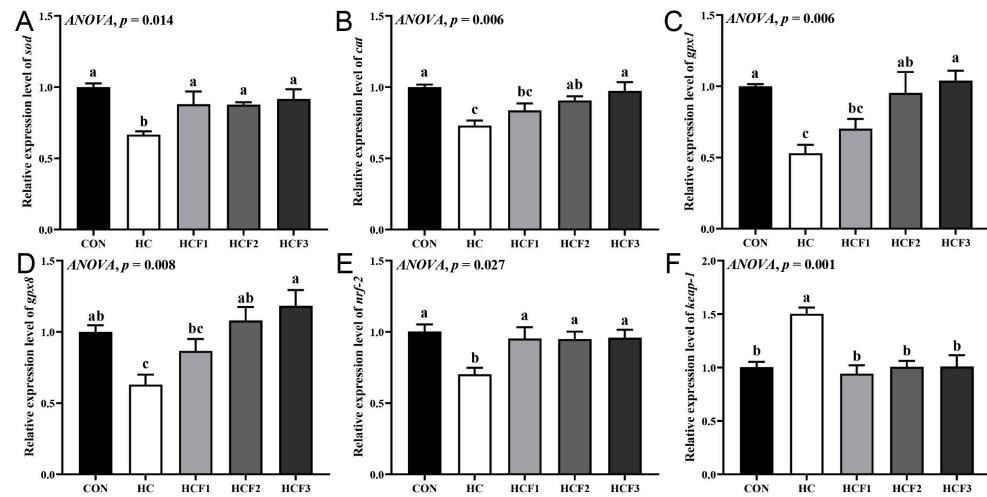 A
ANOVA, p = 0.014
Relative expression level of sod
1.5
1.0
0.5
0.0
a
b
a
a
a
CON
HC
HCF1
HCF2
HCF3
B
ANOVA, p = 0.006
Relative expression level of cat
1.5
1.0
0.5
0.0
a
c
bc
ab
a
CON
HC
HCF1
HCF2
HCF3
C
ANOVA, p = 0.006
Relative expression level of gpx1
1.5
1.0
0.5
0.0
a
c
bc
ab
a
CON
HC
HCF1
HCF2
HCF3
D
ANOVA, p = 0.008
Relative expression level of gpx8
1.5
1.0
0.5
0.0
ab
c
bc
ab
a
CON
HC
HCF1
HCF2
HCF3
E
ANOVA, p = 0.027
Relative expression level of nrf-2
1.5
1.0
0.5
0.0
a
b
a
a
a
CON
HC
HCF1
HCF2
HCF3
F
ANOVA, p = 0.001
Relative expression level of keap-1
2.0
1.5
1.0
0.5
0.0
b
a
b
b
b
CON
HC
HCF1
HCF2
HCF3